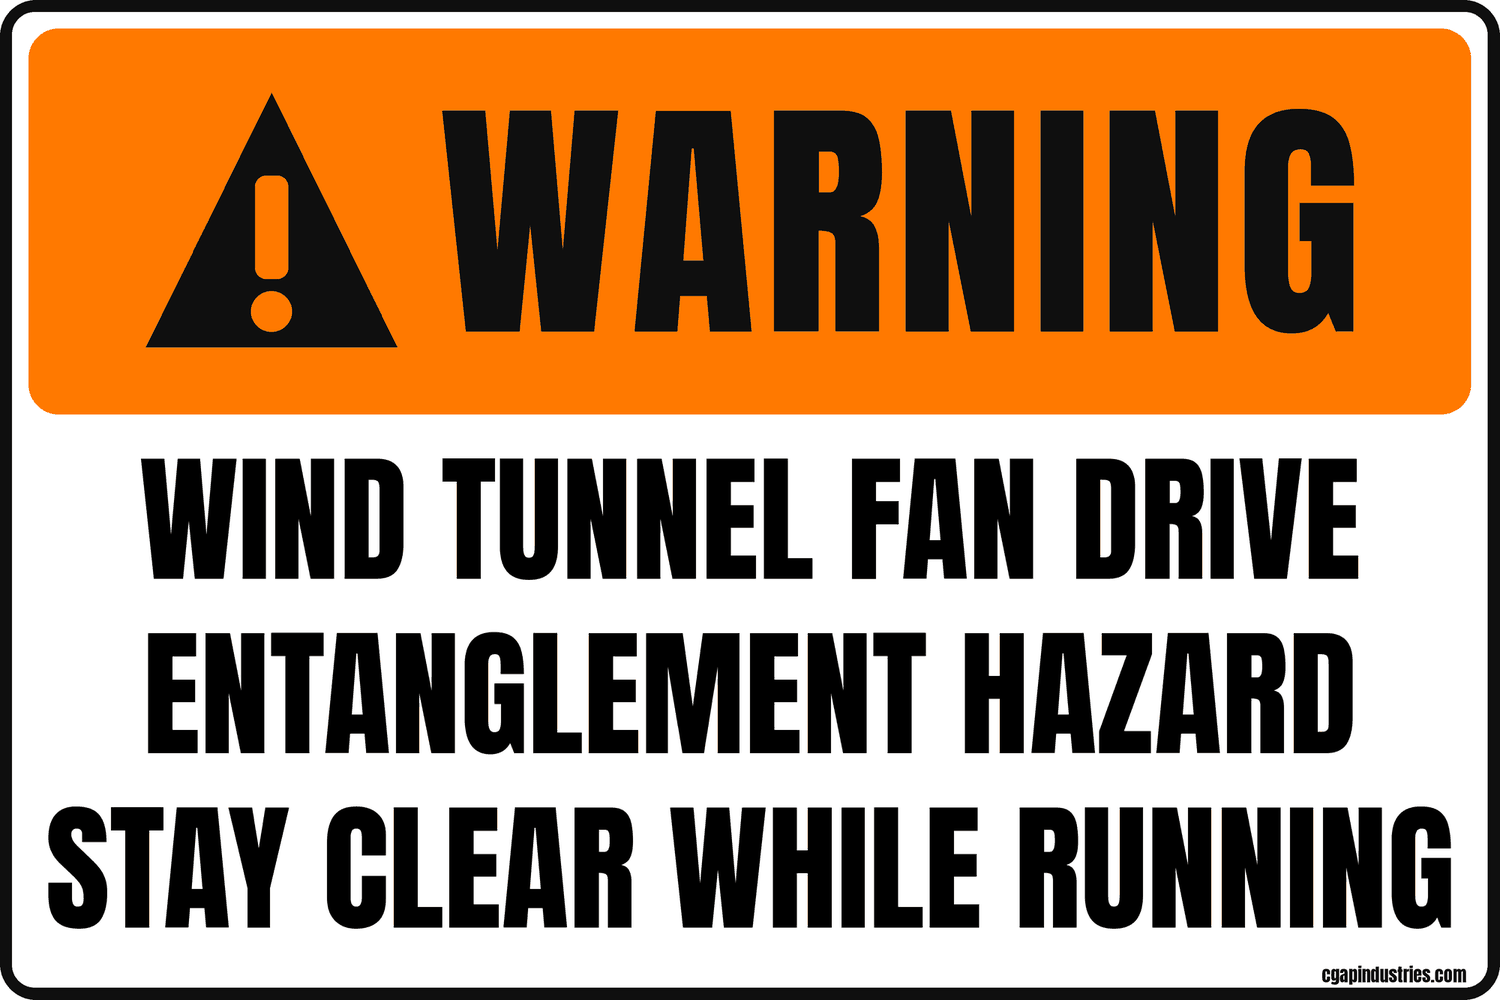 WARNING
WIND TUNNEL FAN DRIVE
ENTANGLEMENT HAZARD
STAY CLEAR WHILE RUNNING
cgapindustries.com